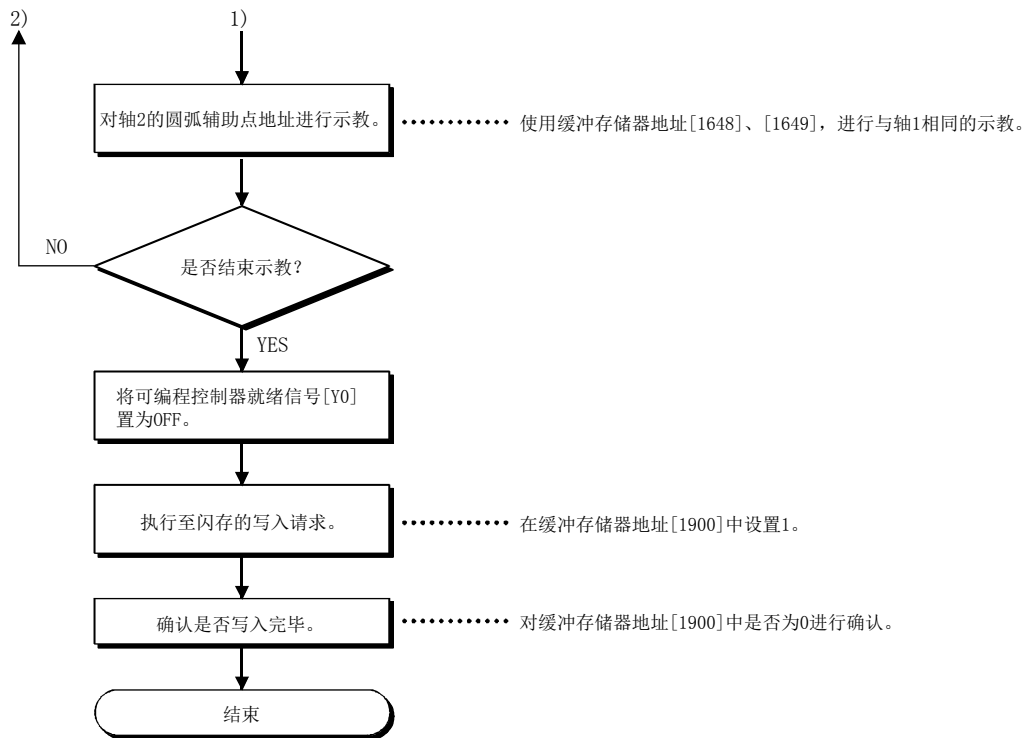 2)
1)
对轴2的圆弧辅助点地址进行示教。
使用缓冲存储器地址[1648]、[1649]，进行与轴1相同的示教。
NO
是否结束示教？
YES
将可编程控制器就绪信号[Y0]
置为OFF。
执行至闪存的写入请求。
在缓冲存储器地址[1900]中设置1。
确认是否写入完毕。
对缓冲存储器地址[1900]中是否为0进行确认。
结束